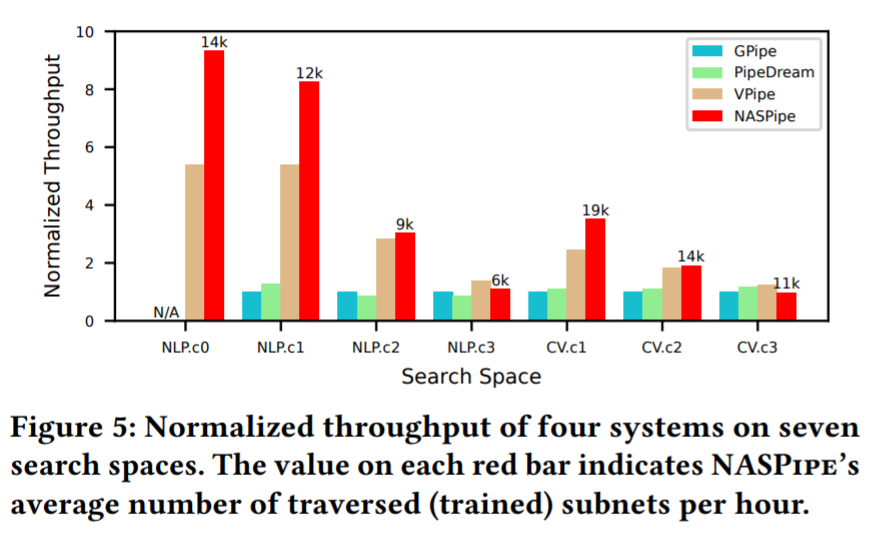 10
8
6
4
2
0
Normalized Throughput
GPipe
PipeDream
VPipe
NASPipe
14k
12k
9k
6k
19k
14k
11k
N/A
NLP.c0 NLP.c1 NLP.c2 NLP.c3 CV.c1 CV.c2 CV.c3
Search Space
Figure 5: Normalized throughput of four systems on seven
search spaces. The value on each red bar indicates NASPIPE's
average number of traversed (trained) subnets per hour.